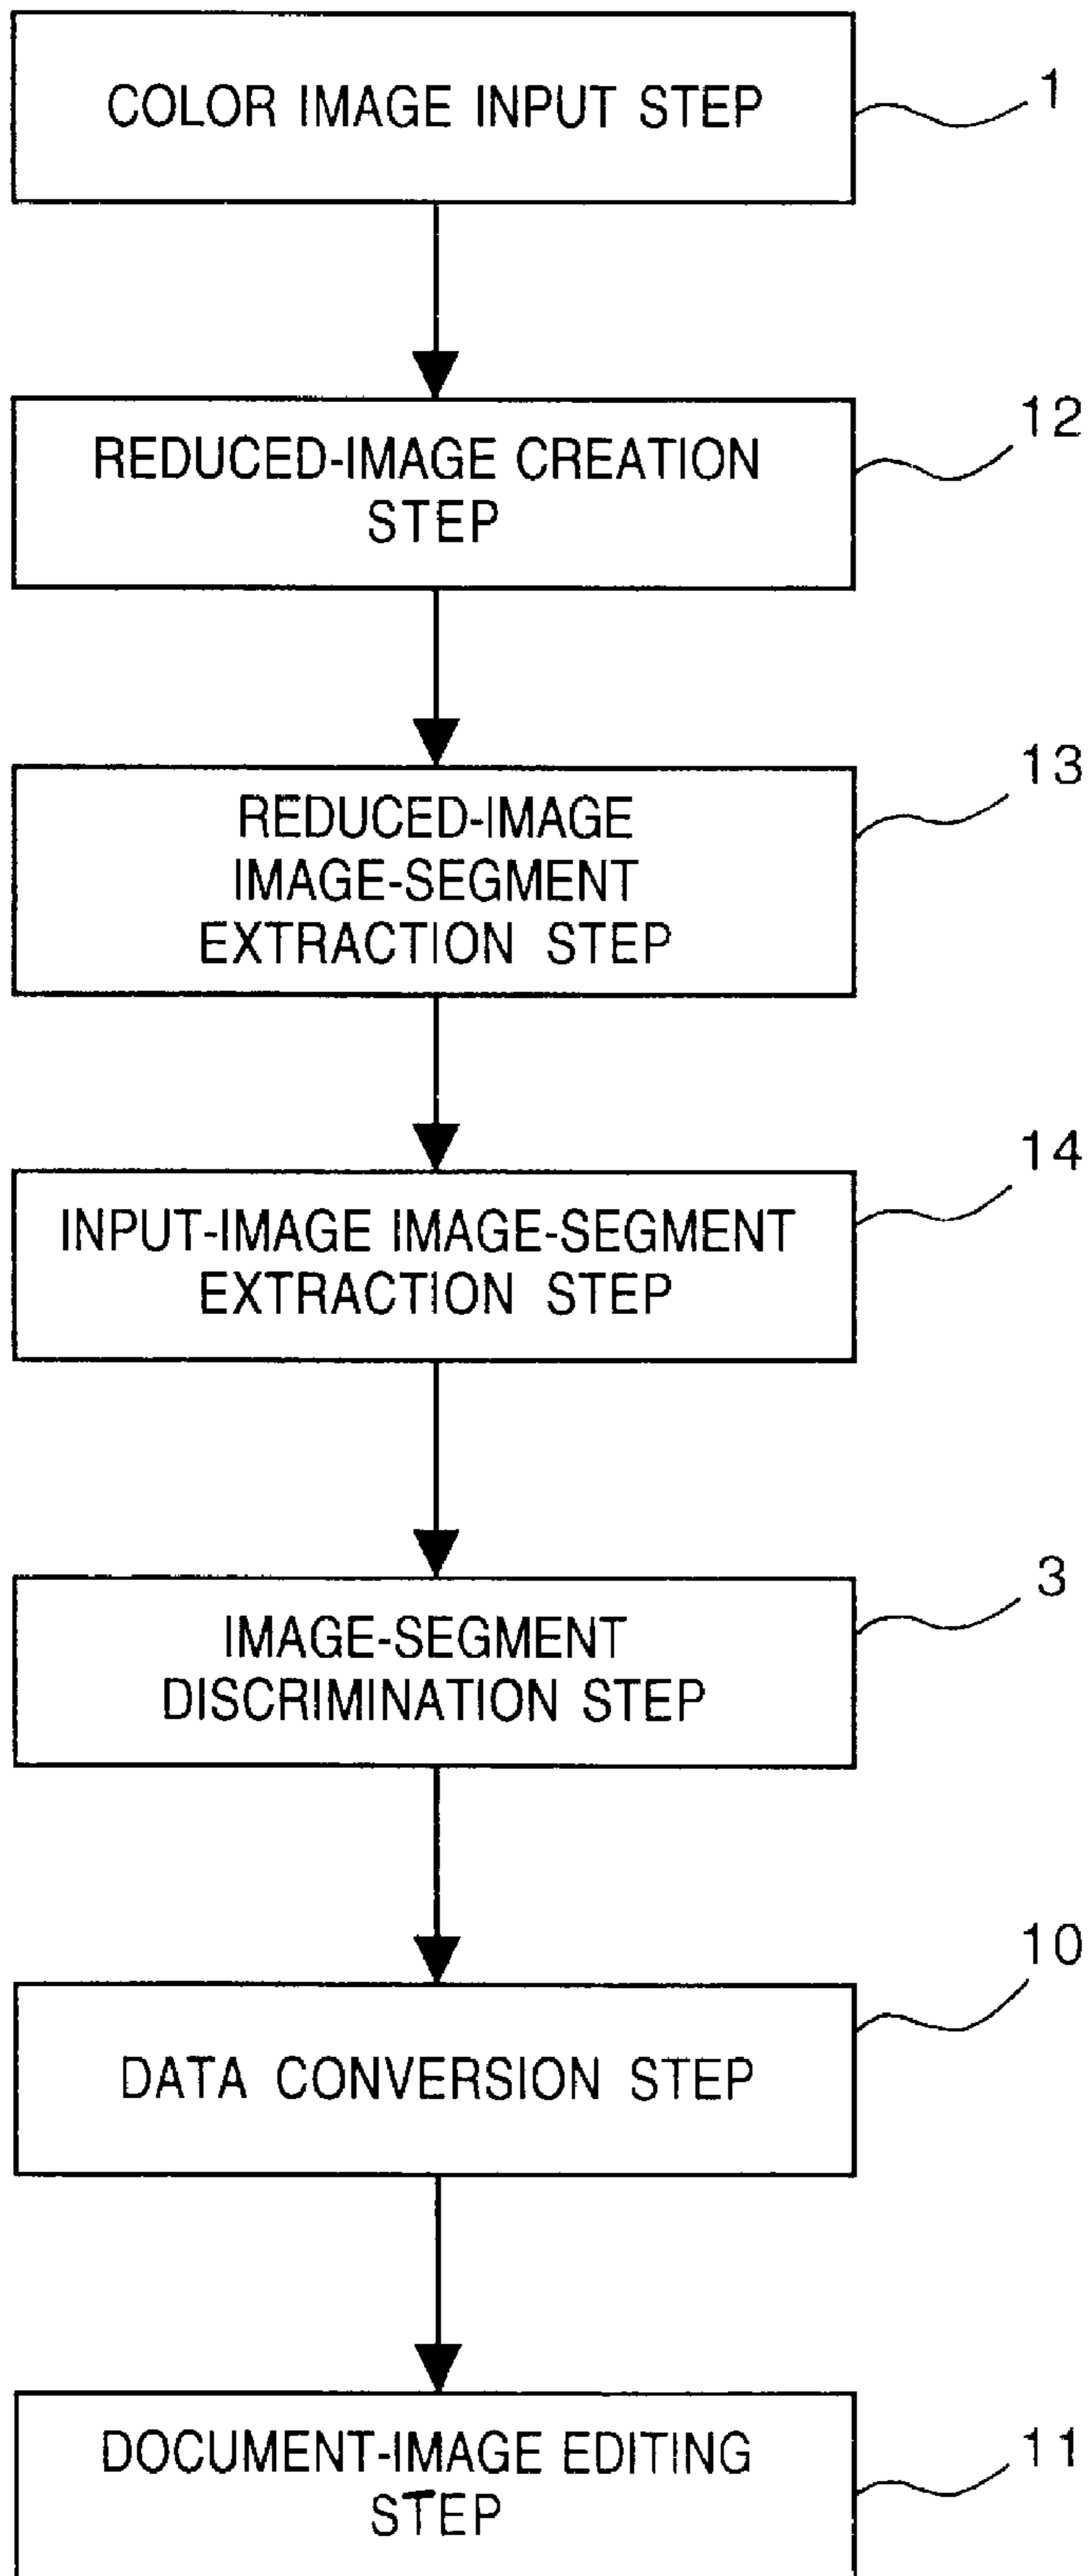 COLOR IMAGE INPUT STEP
1
REDUCED-IMAGE CREATION
STEP
12
REDUCED-IMAGE
IMAGE-SEGMENT
EXTRACTION STEP
13
INPUT-IMAGE IMAGE-SEGMENT
EXTRACTION STEP
14
IMAGE-SEGMENT
DISCRIMINATION STEP
3
DATA CONVERSION STEP
10
DOCUMENT-IMAGE EDITING
STEP
11